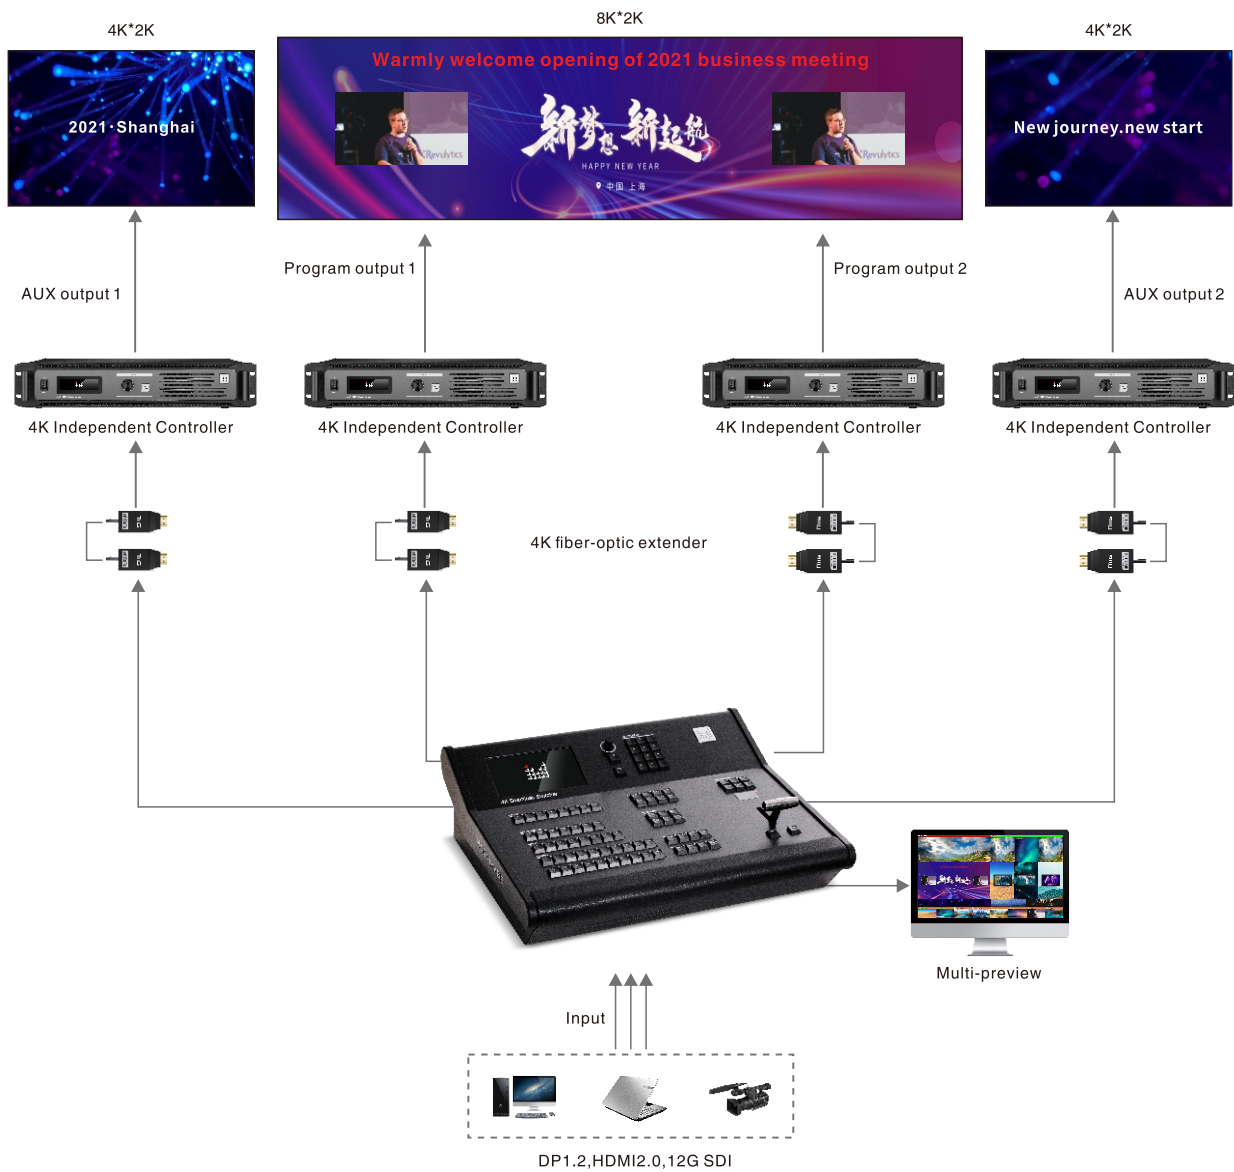 4K*2K
8K*2K
4K*2K
Warmly welcome opening of 2021 business meeting
2021·Shanghai
新梦想 新起航
HAPPY NEW YEAR
中国 上海
Revulytics
Revulytics
New journey.new start
AUX output 1
Program output 1
Program output 2
AUX output 2
4K Independent Controller
4K Independent Controller
4K Independent Controller
4K Independent Controller
4K fiber-optic extender
Multi-preview
Input
DP1.2,HDMI2.0,12G SDI